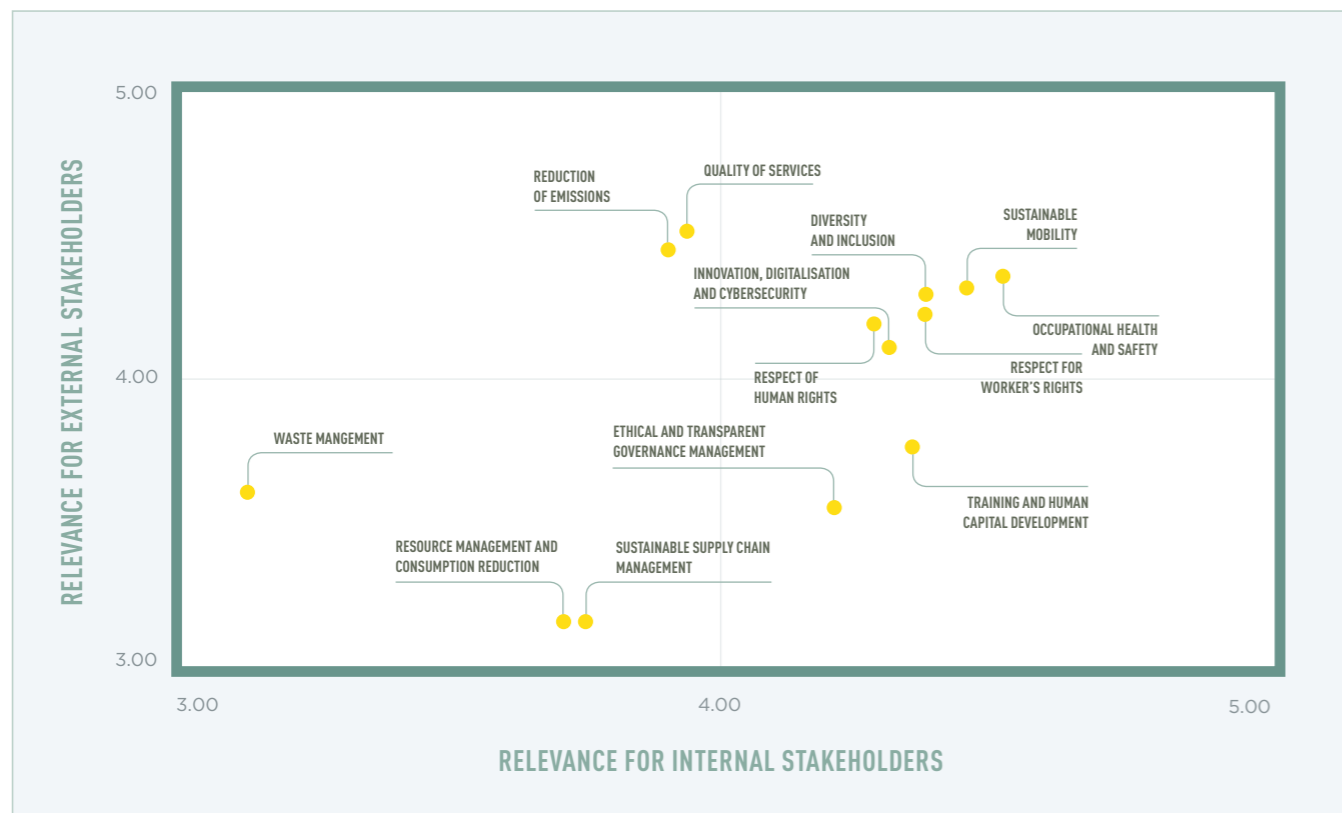 5.00
4.00
3.00
RELEVANCE FOR EXTERNAL STAKEHOLDERS
REDUCTION
OF EMISSIONS
QUALITY OF SERVICES
DIVERSITY
AND INCLUSION
SUSTAINABLE
MOBILITY
INNOVATION, DIGITALISATION
AND CYBERSECURITY
OCCUPATIONAL HEALTH
AND SAFETY
RESPECT OF
HUMAN RIGHTS
RESPECT FOR
WORKER'S RIGHTS
WASTE MANGEMENT
ETHICAL AND TRANSPARENT
GOVERNANCE MANAGEMENT
TRAINING AND HUMAN
CAPITAL DEVELOPMENT
RESOURCE MANAGEMENT AND
CONSUMPTION REDUCTION
SUSTAINABLE SUPPLY CHAIN
MANAGEMENT
3.00
4.00
5.00
RELEVANCE FOR INTERNAL STAKEHOLDERS